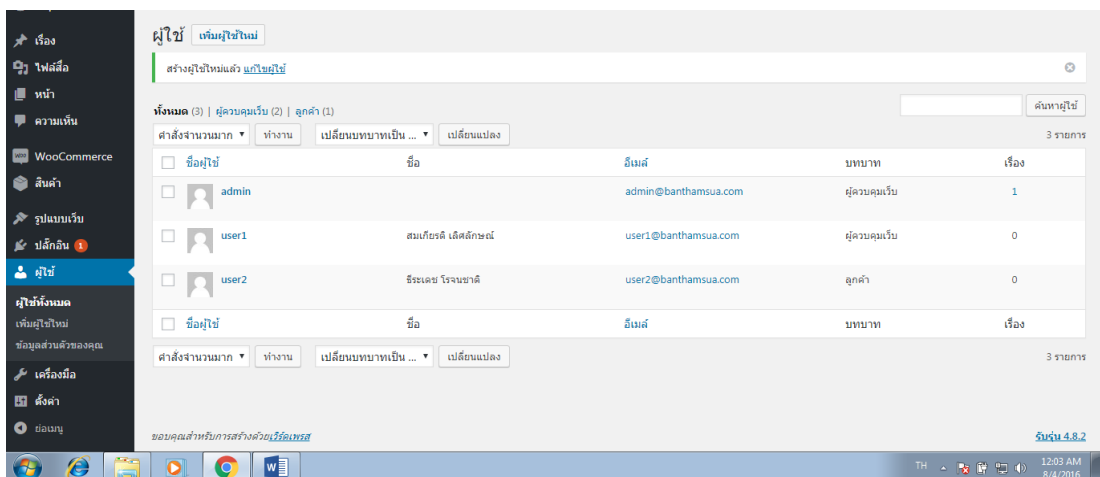 เรื่อง
ไฟล์สื่อ
หน้า
ความเห็น
WooCommerce
สินค้า
รูปแบบเว็บ
ปลั๊กอิน 1
ผู้ใช้
ผู้ใช้ทั้งหมด
เพิ่มผู้ใช้ใหม่
ข้อมูลส่วนตัวของคุณ
เครื่องมือ
ตั้งค่า
ย่อเมนู
ผู้ใช้ เพิ่มผู้ใช้ใหม่
สร้างผู้ใช้ใหม่แล้ว แก้ไขผู้ใช้
ทั้งหมด (3) | ผู้ควบคุมเว็บ (2) | ลูกค้า (1)
ค้นหาผู้ใช้
คำสั่งจำนวนมาก ทำงาน เปลี่ยนบทบาทเป็น ... เปลี่ยนแปลง 3 รายการ
ชื่อผู้ใช้ ชื่อ อีเมล์ บทบาท เรื่อง
admin admin@banthamsua.com ผู้ควบคุมเว็บ 1
user1 สมเกียรติ เลิศลักษณ์ user1@banthamsua.com ผู้ควบคุมเว็บ 0
user2 ธีระเดช โรจนชาติ user2@banthamsua.com ลูกค้า 0
ชื่อผู้ใช้ ชื่อ อีเมล์ บทบาท เรื่อง
คำสั่งจำนวนมาก ทำงาน เปลี่ยนบทบาทเป็น ... เปลี่ยนแปลง 3 รายการ
ขอบคุณสำหรับการสร้างด้วยเวิร์ดเพรส รับรุ่น 4.8.2
TH 12:03 AM
8/4/2016